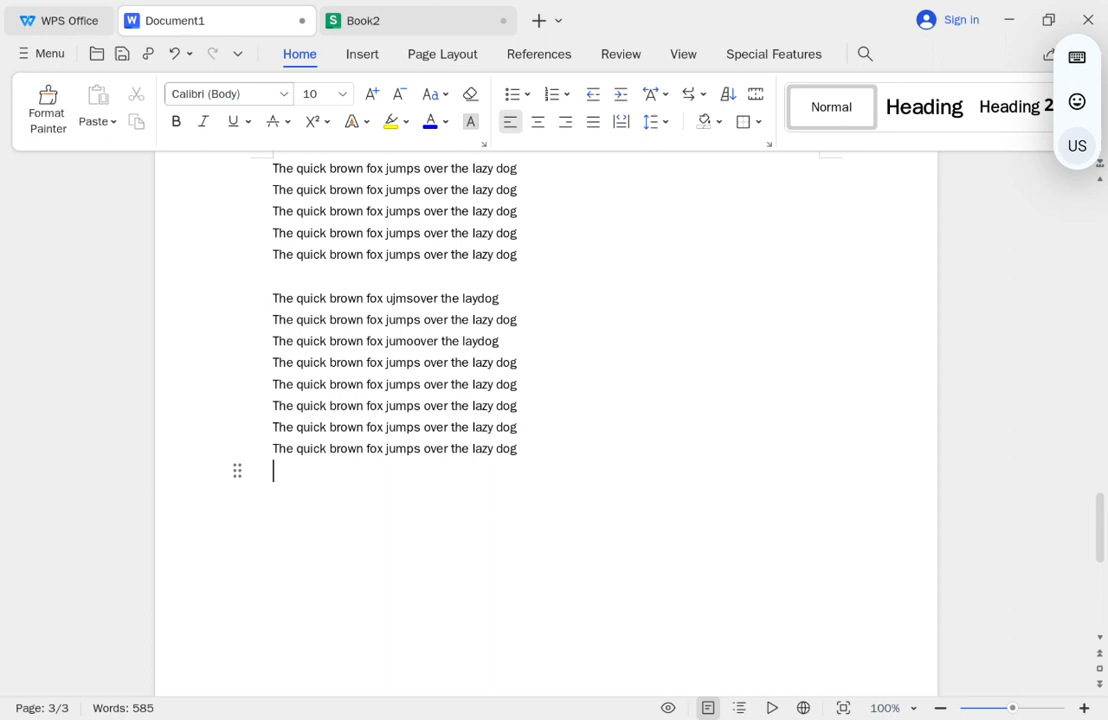 WPS Office
Document1
Book2
Sign in
Menu
Home
Insert
Page Layout
References
Review
View
Special Features
Format
Painter
Paste
Calibri (Body)
10
Normal
Heading
Heading 2
US
The quick brown fox jumps over the lazy dog
The quick brown fox jumps over the lazy dog
The quick brown fox jumps over the lazy dog
The quick brown fox jumps over the lazy dog
The quick brown fox jumps over the lazy dog
The quick brown fox ujmsover the laydog
The quick brown fox jumps over the lazy dog
The quick brown fox jumoover the laydog
The quick brown fox jumps over the lazy dog
The quick brown fox jumps over the lazy dog
The quick brown fox jumps over the lazy dog
The quick brown fox jumps over the lazy dog
The quick brown fox jumps over the lazy dog
Page: 3/3
Words: 585
100%